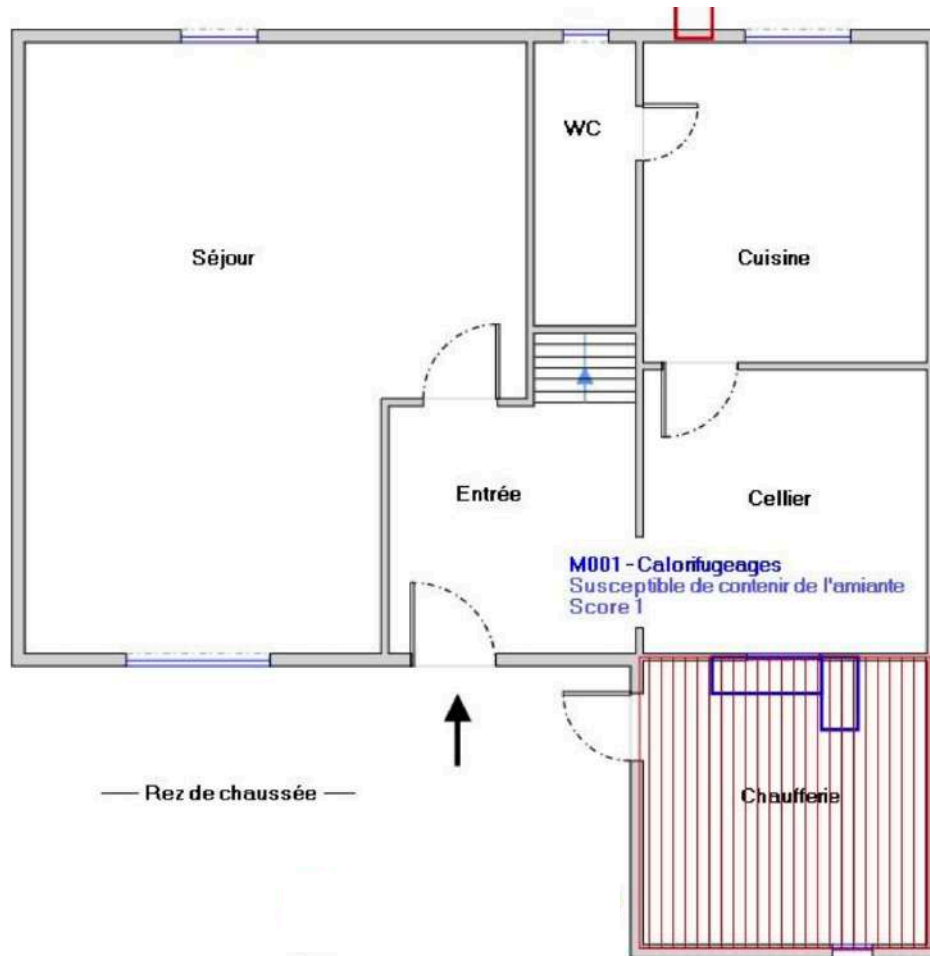 WC
Séjour
Cuisine
Entrée
Cellier
M001 - Calorifugeages
Susceptible de contenir de l'amiante
Score 1
Rez de chaussée
Chaufferie